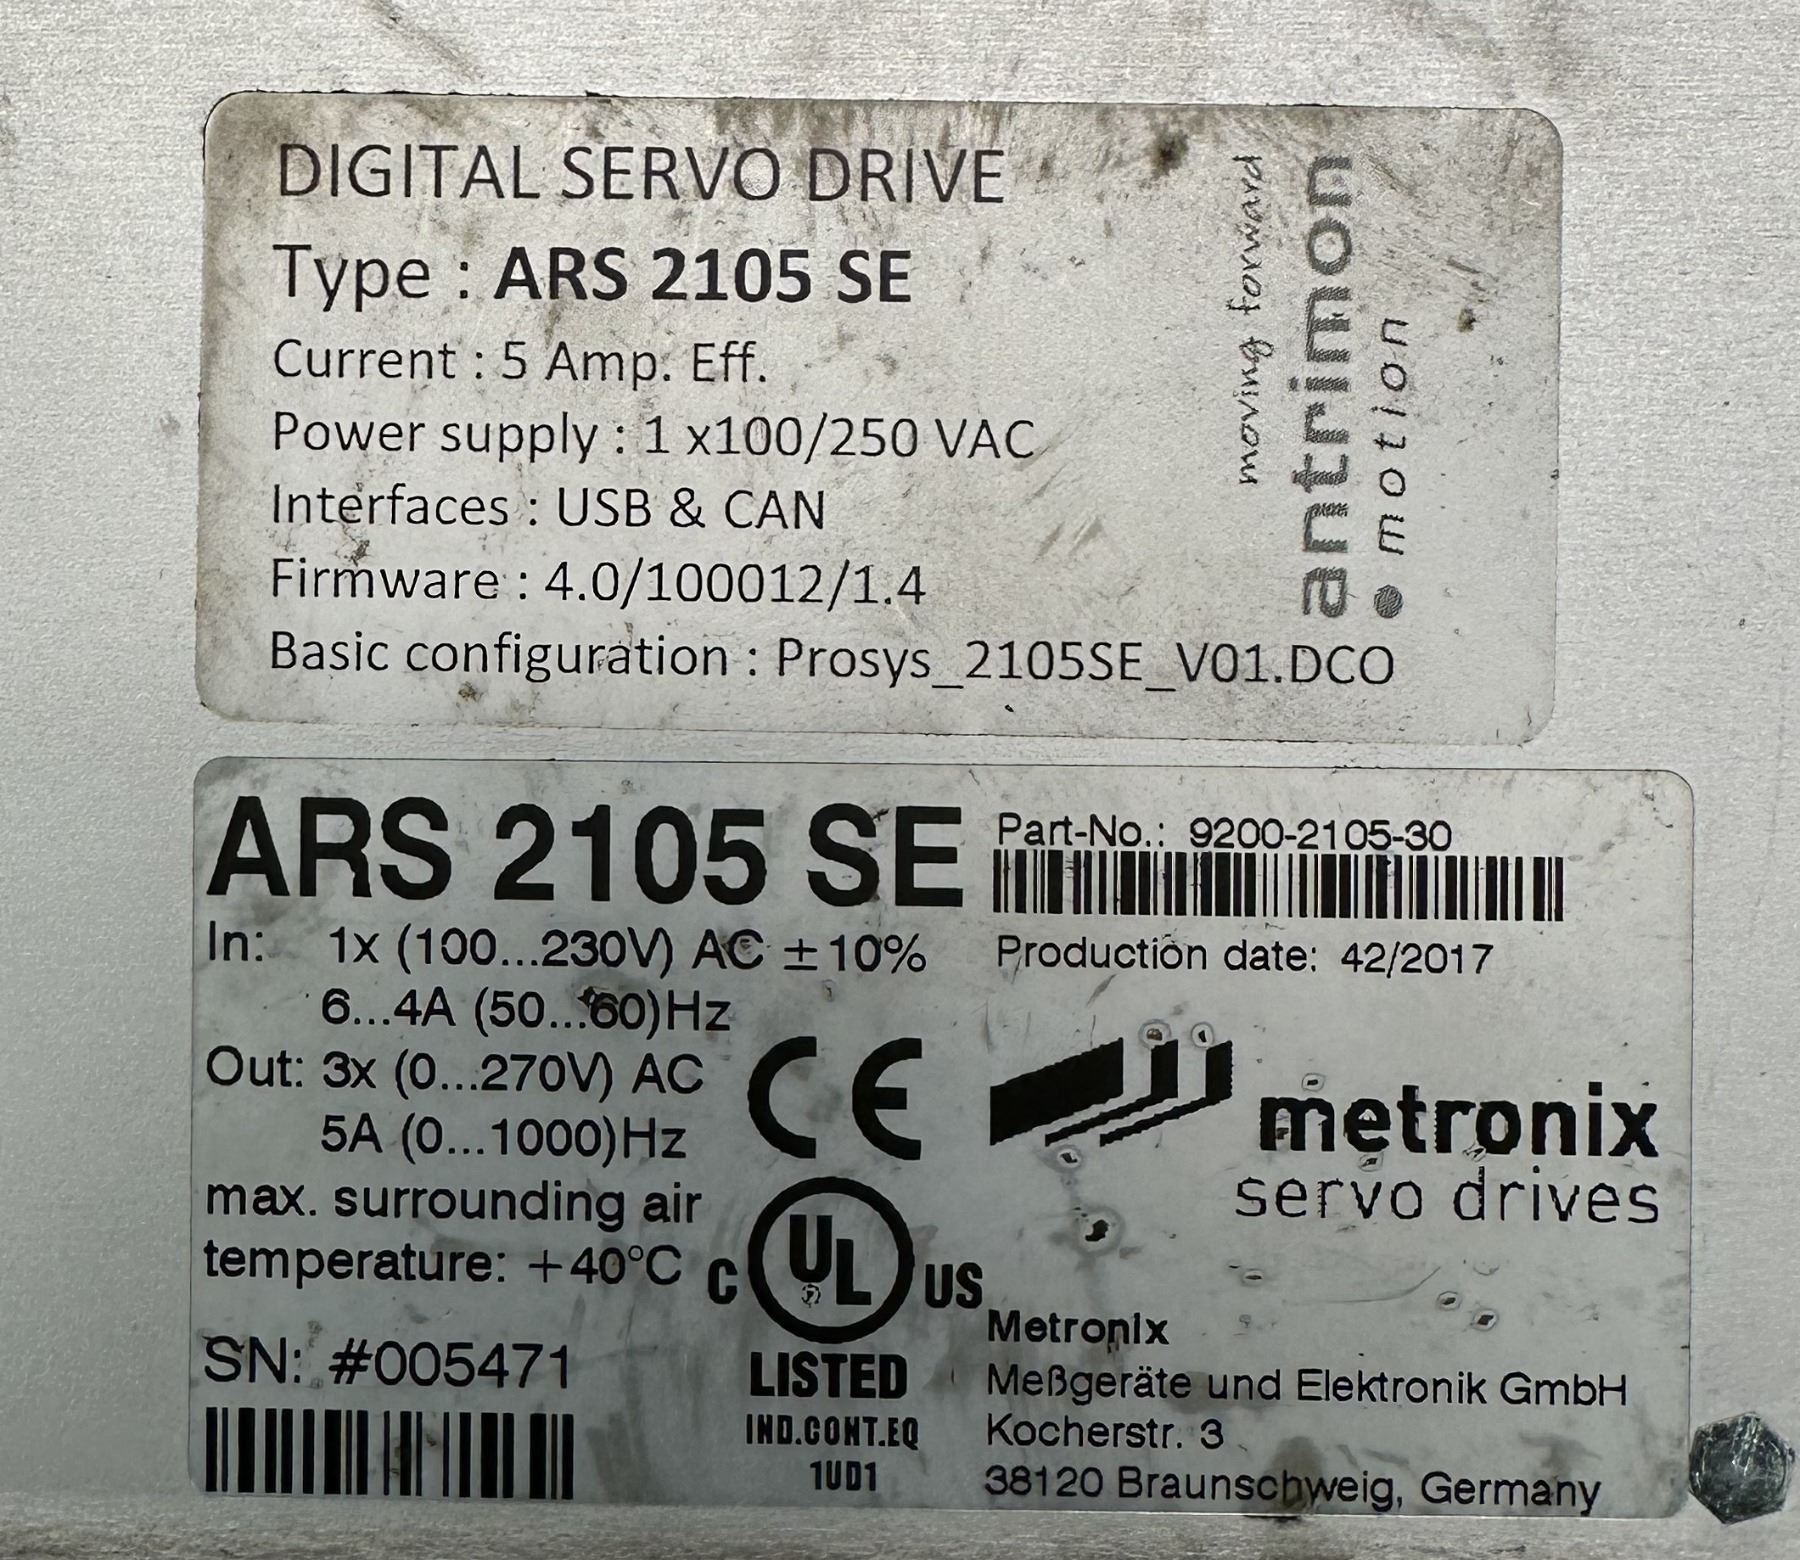 DIGITAL SERVO DRIVE
Type : ARS 2105 SE
Current : 5 Amp. Eff.
Power supply : 1 x100/250 VAC
Interfaces : USB & CAN
Firmware : 4.0/100012/1.4
Basic configuration : Prosys_2105SE_V01.DCO
moving forward
antrimon
motion
ARS 2105 SE
Part-No.: 9200-2105-30
In: 1x (100...230V) AC ±10%
6...4A (50...60)Hz
Out: 3x (0...270V) AC
5A (0...1000)Hz
max. surrounding air
temperature: +40°C
SN: #005471
Production date: 42/2017
CE
C UL US
LISTED
IND.CONT.EQ
1UD1
metronix
servo drives
Metronix
Meßgeräte und Elektronik GmbH
Kocherstr. 3
38120 Braunschweig, Germany